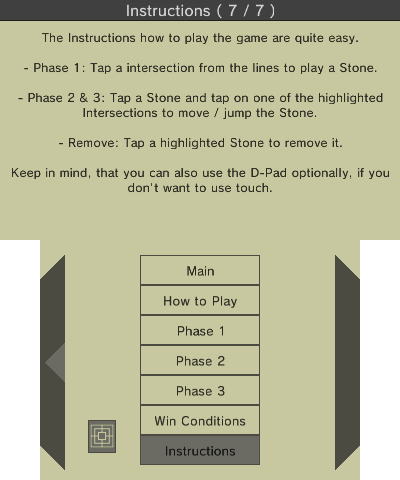 Instructions ( 7 / 7 )
The Instructions how to play the game are quite easy.
- Phase 1: Tap a intersection from the lines to play a Stone.
- Phase 2 & 3: Tap a Stone and tap on one of the highlighted
Intersections to move / jump the Stone.
- Remove: Tap a highlighted Stone to remove it.
Keep in mind, that you can also use the D-Pad optionally, if you
don't want to use touch.
Main
How to Play
Phase 1
Phase 2
Phase 3
Win Conditions
Instructions